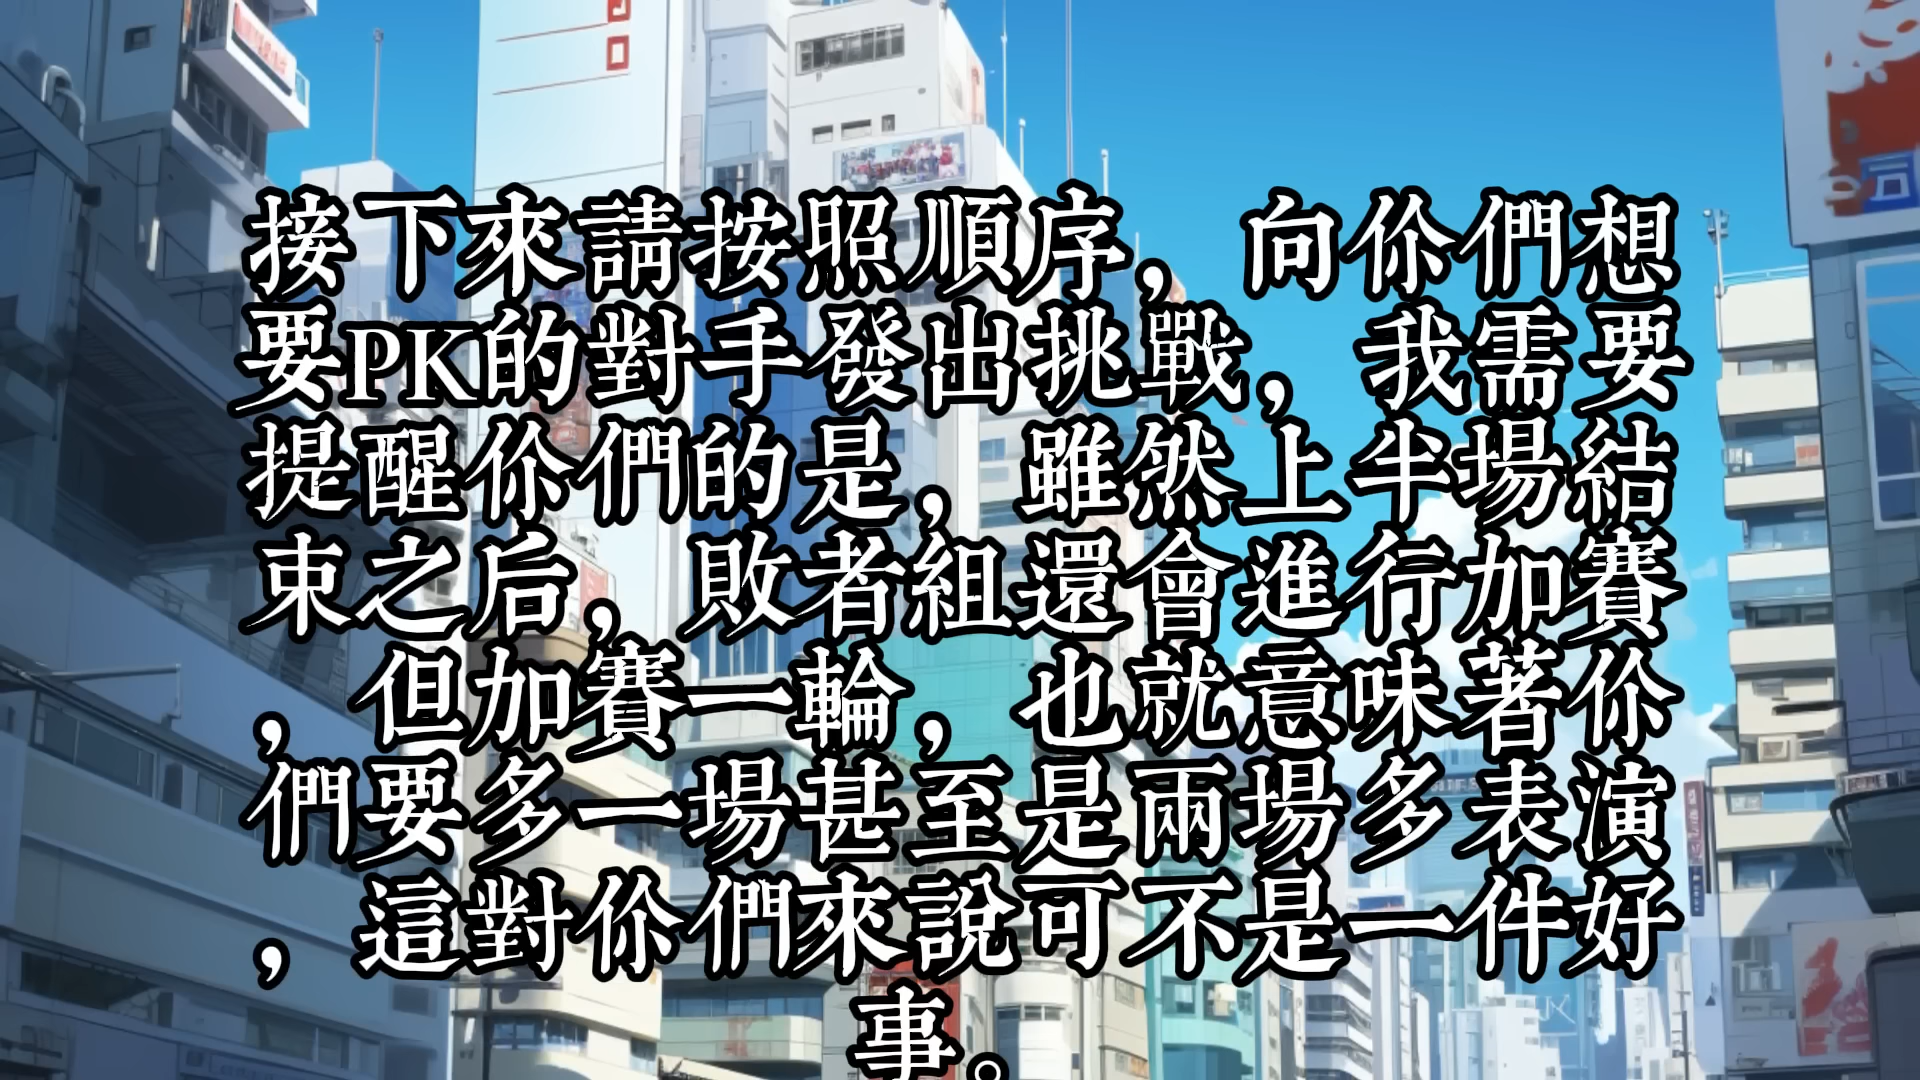 接下來請按照順序，向你們想
要PK的對手發出挑戰，我需要
提醒你們的是，雖然上半場結
束之后，敗者組還會進行加賽
，但加賽一輪，也就意味著你
們要多一場甚至是兩場多表演
，這對你們來說可不是一件好
事。